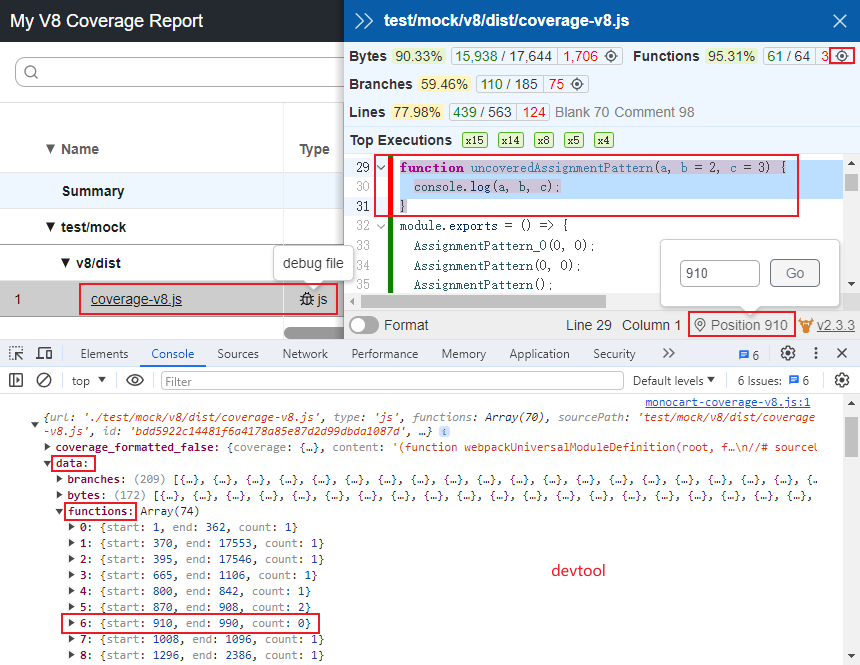 My V8 Coverage Report
▼ Name
Type
Summary
▼ test/mock
▼ v8/dist
debug file
1 coverage-v8.js js
test/mock/v8/dist/coverage-v8.js
Bytes 90.33% 15,938 / 17,644 1,706 Functions 95.31% 61 / 64 3
Branches 59.46% 110 / 185 75
Lines 77.98% 439 / 563 124 Blank 70 Comment 98
Top Executions x15 x14 x8 x5 x4
29 function uncoveredAssignmentPattern(a, b = 2, c = 3) {
30 console.log(a, b, c);
31 }
32 module.exports = () => {
33 AssignmentPattern_0(0, 0);
34 AssignmentPattern(0, 0);
35 AssignmentPattern();
910 Go
Format Line 29 Column 1 Position 910 v2.3.3
Elements Console Sources Network Performance Memory Application Security 6
top ▼ Filter Default levels ▼ 6 Issues: 6
monocart-coverage-v8.js:1
{url: './test/mock/v8/dist/coverage-v8.js', type: 'js', functions: Array(70), sourcePath: 'test/mock/v8/dist/coverage
-v8.js', id: 'bdd5922c14481f6a4178a85e87d2d99dbda1087d', …} i
coverage_formatted_false: {coverage: {…}, content: '(function webpackUniversalModuleDefinition(root, f…\n//# sourceU
data:
branches: (209) [{…}, {…}, {…}, {…}, {…}, {…}, {…}, {…}, {…}, {…}, {…}, {…}, {…}, {…}, {…}, {…}, {…}, {…}, {…},
bytes: (172) [{…}, {…}, {…}, {…}, {…}, {…}, {…}, {…}, {…}, {…}, {…}, {…}, {…}, {…}, {…}, {…}, {…}, {…}, {…},
functions: Array(74)
0: {start: 1, end: 362, count: 1}
1: {start: 370, end: 17553, count: 1}
2: {start: 395, end: 17546, count: 1}
3: {start: 665, end: 1106, count: 1}
4: {start: 800, end: 842, count: 1}
5: {start: 870, end: 908, count: 2}
6: {start: 910, end: 990, count: 0}
7: {start: 1008, end: 1096, count: 1}
8: {start: 1296, end: 2386, count: 1}
devtool